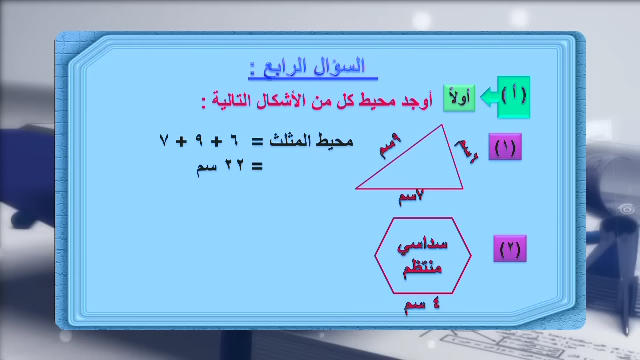 السؤال الرابع :
( أ ) أولاً أوجد محيط كل من الأشكال التالية :
(١)
٩سم
٦سم
٧سم
محيط المثلث = ٦ + ٩ + ٧
= ٢٢ سم
(٢)
سداسي
منتظم
٤ سم